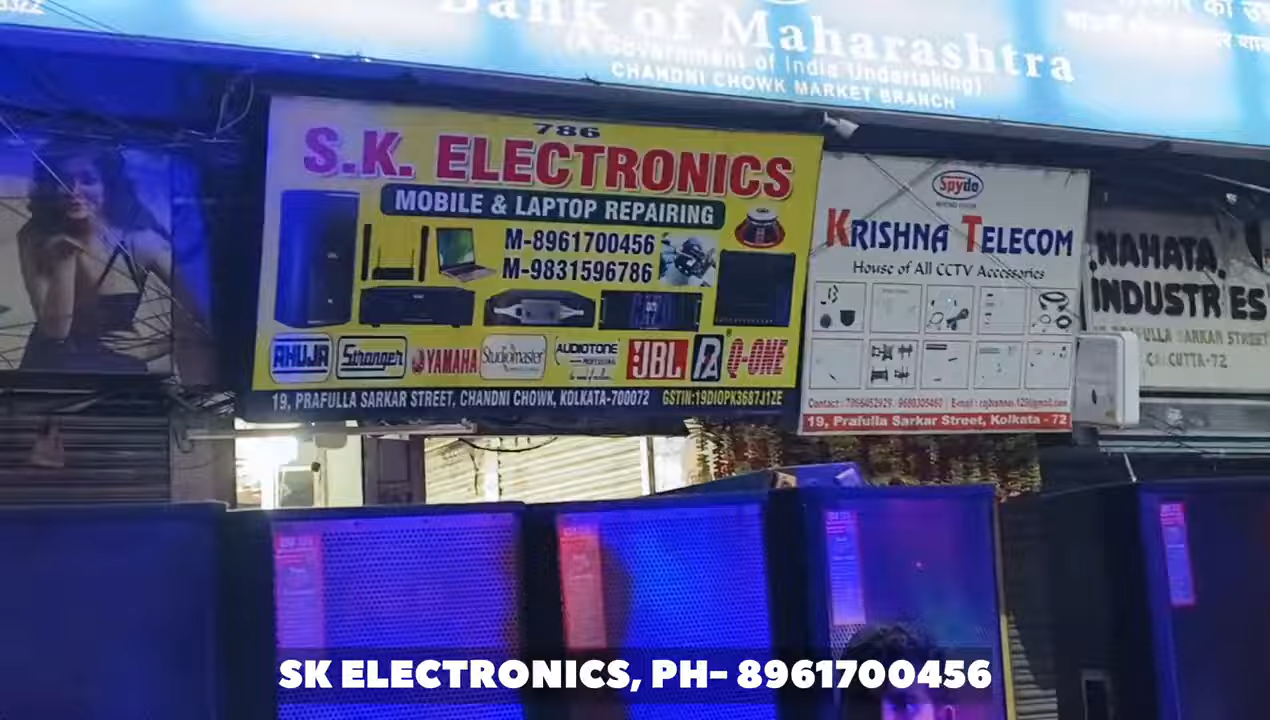 Bank of Maharashtra
(A Government of India Undertaking)
CHANDNI CHOWK MARKET BRANCH
786
S.K. ELECTRONICS
MOBILE & LAPTOP REPAIRING
M-8961700456
M-9831596786
AHUJA Stranger YAMAHA Studiomaster AUDIOTONE JBL PA Q-ONE
19, PRAFULLA SARKAR STREET, CHANDNI CHOWK, KOLKATA-700072 GSTIN:19DIOPK3687J1ZE
Spydo
KRISHNA TELECOM
House of All CCTV Accessories
Contact :
E-mail :
19, Prafulla Sarkar Street, Kolkata - 72
NAHATA
INDUSTRIES
PRAFULLA SARKAR STREET
CALCUTTA-72
SK ELECTRONICS, PH- 8961700456